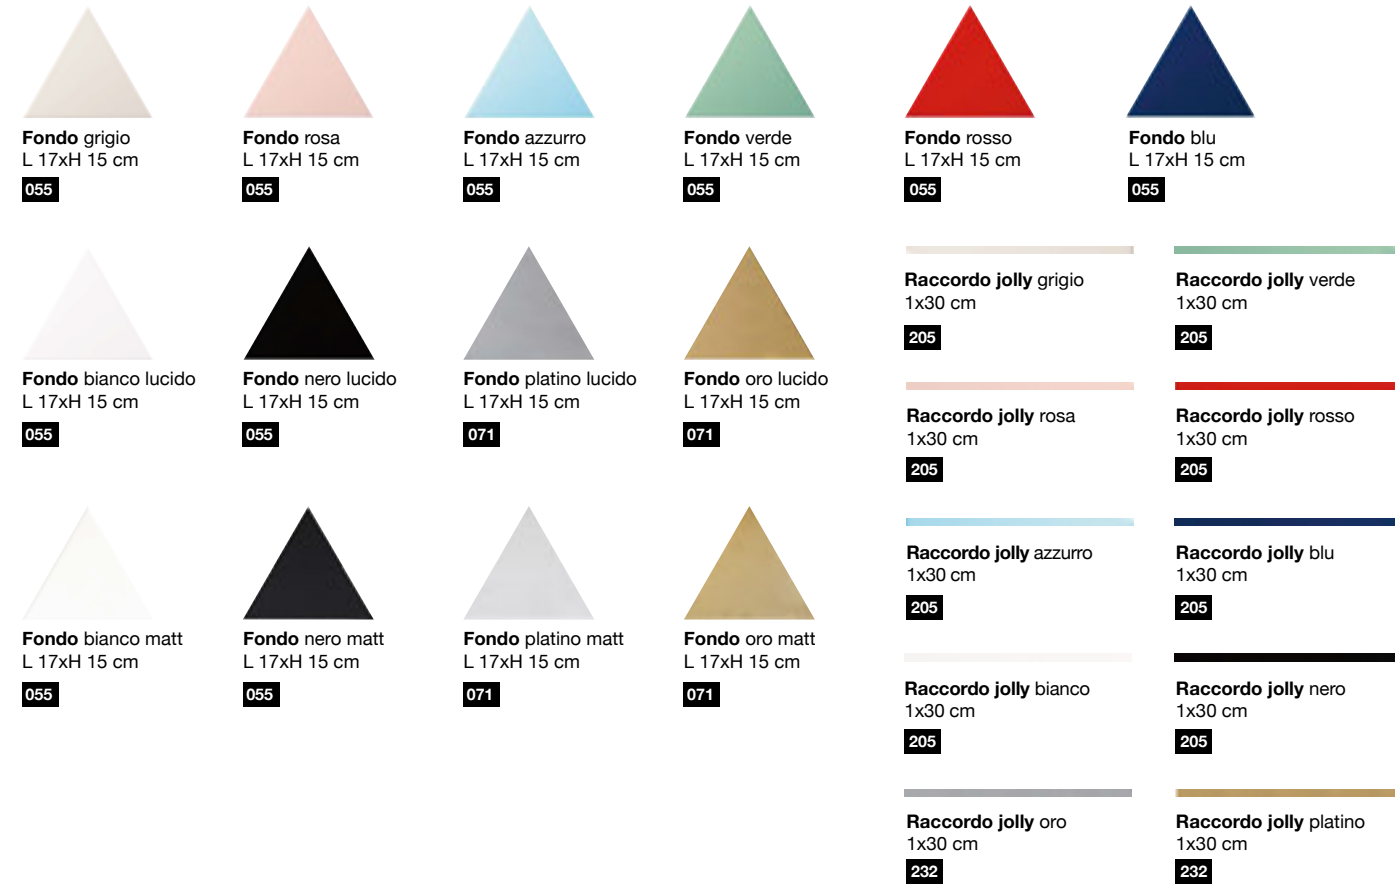 Fondo grigio
L 17xH 15 cm
055
Fondo rosa
L 17xH 15 cm
055
Fondo azzurro
L 17xH 15 cm
055
Fondo verde
L 17xH 15 cm
055
Fondo rosso
L 17xH 15 cm
055
Fondo blu
L 17xH 15 cm
055
Fondo bianco lucido
L 17xH 15 cm
055
Fondo nero lucido
L 17xH 15 cm
055
Fondo platino lucido
L 17xH 15 cm
071
Fondo oro lucido
L 17xH 15 cm
071
Fondo bianco matt
L 17xH 15 cm
055
Fondo nero matt
L 17xH 15 cm
055
Fondo platino matt
L 17xH 15 cm
071
Fondo oro matt
L 17xH 15 cm
071
Raccordo jolly grigio
1x30 cm
205
Raccordo jolly verde
1x30 cm
205
Raccordo jolly rosa
1x30 cm
205
Raccordo jolly rosso
1x30 cm
205
Raccordo jolly azzurro
1x30 cm
205
Raccordo jolly blu
1x30 cm
205
Raccordo jolly bianco
1x30 cm
205
Raccordo jolly nero
1x30 cm
205
Raccordo jolly oro
1x30 cm
232
Raccordo jolly platino
1x30 cm
232